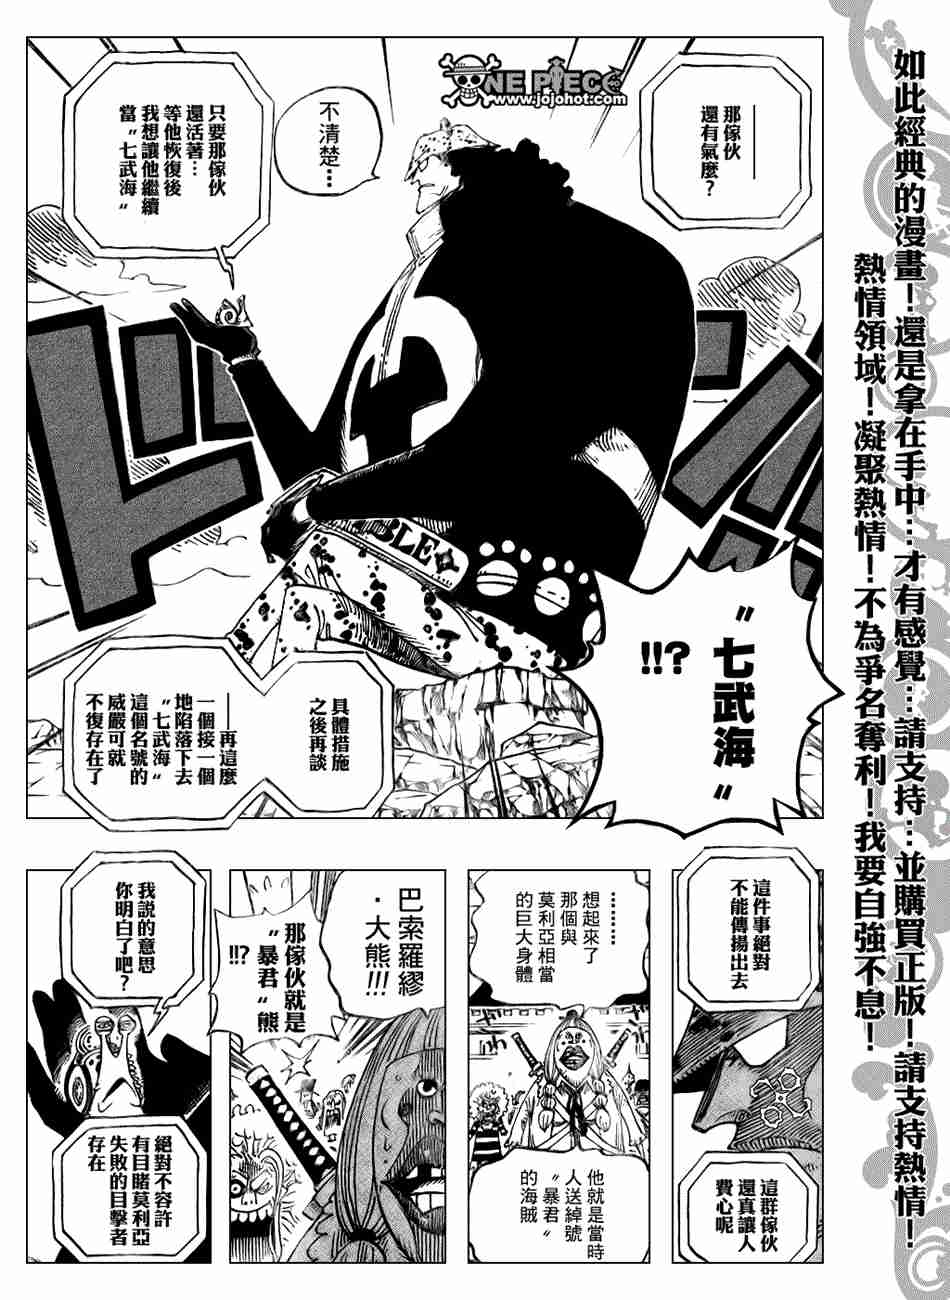 如此經典的漫畫！還是拿在手中…才有感覺…請支持…並購買正版！請支持熱情！
熱情領域！凝聚熱情！不為爭名奪利！我要自強不息！
ONE PIECE
www.jojohot.com
那傢伙
還有氣麼？
不清楚…
只要那傢伙
還活著…
等他恢復後
我想讓他繼續
當〝七武海〞
ドド!!!
BLE
〝七武海〞
!!?
具體措施
之後再談
——再這麼
一個接一個
地陷落下去
〝七武海〞
這個名號的
威嚴可就
不復存在了
這件事絕對
不能傳揚出去
這群傢伙
還真讓人
費心呢
………
想起來了
那個與
莫利亞相當
的巨大身體
他就是當時
人送綽號
〝暴君〞
的海賊
巴索羅繆
・大熊!!!
那傢伙就是
〝暴君〞熊
!!?
我説的意思
你明白了吧？
絕對不容許
有目睹莫利亞
失敗的目擊者
存在